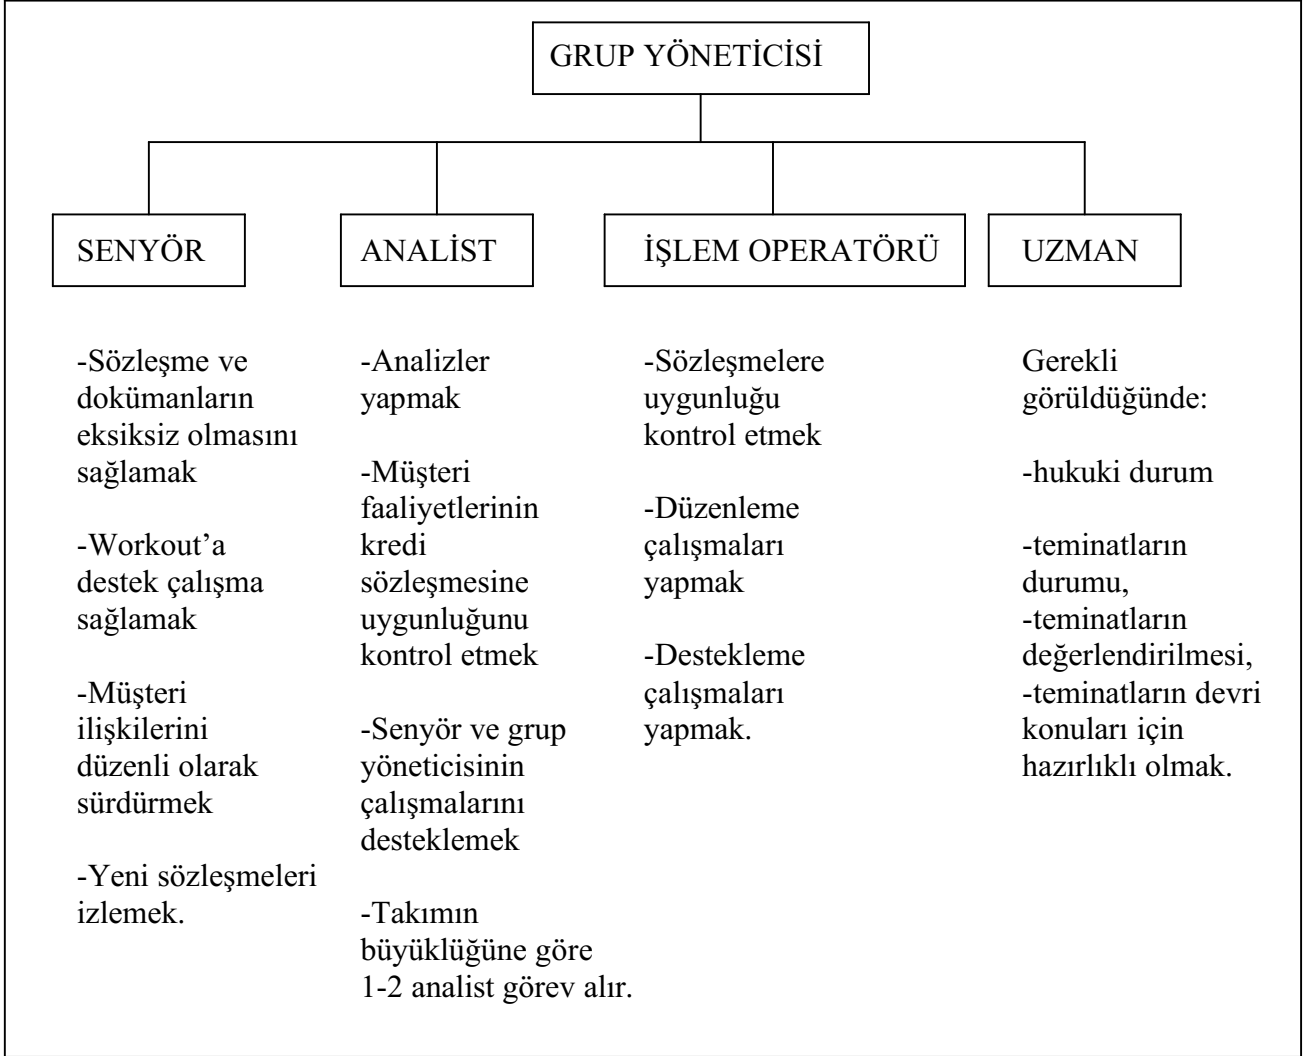 GRUP YÖNETİCİSİ
SENYÖR
ANALİST
İŞLEM OPERATÖRÜ
UZMAN
-Sözleşme ve
dokümanların
eksiksiz olmasını
sağlamak
-Workout’a
destek çalışma
sağlamak
-Müşteri
ilişkilerini
düzenli olarak
sürdürmek
-Yeni sözleşmeleri
izlemek.
-Analizler
yapmak
-Müşteri
faaliyetlerinin
kredi
sözleşmesine
uygunluğunu
kontrol etmek
-Senyör ve grup
yöneticisinin
çalışmalarını
desteklemek
-Takımın
büyüklüğüne göre
1-2 analist görev alır.
-Sözleşmelere
uygunluğu
kontrol etmek
-Düzenleme
çalışmaları
yapmak
-Destekleme
çalışmaları
yapmak.
Gerekli
görüldüğünde:
-hukuki durum
-teminatların
durumu,
-teminatların
değerlendirilmesi,
-teminatların devri
konuları için
hazırlıklı olmak.